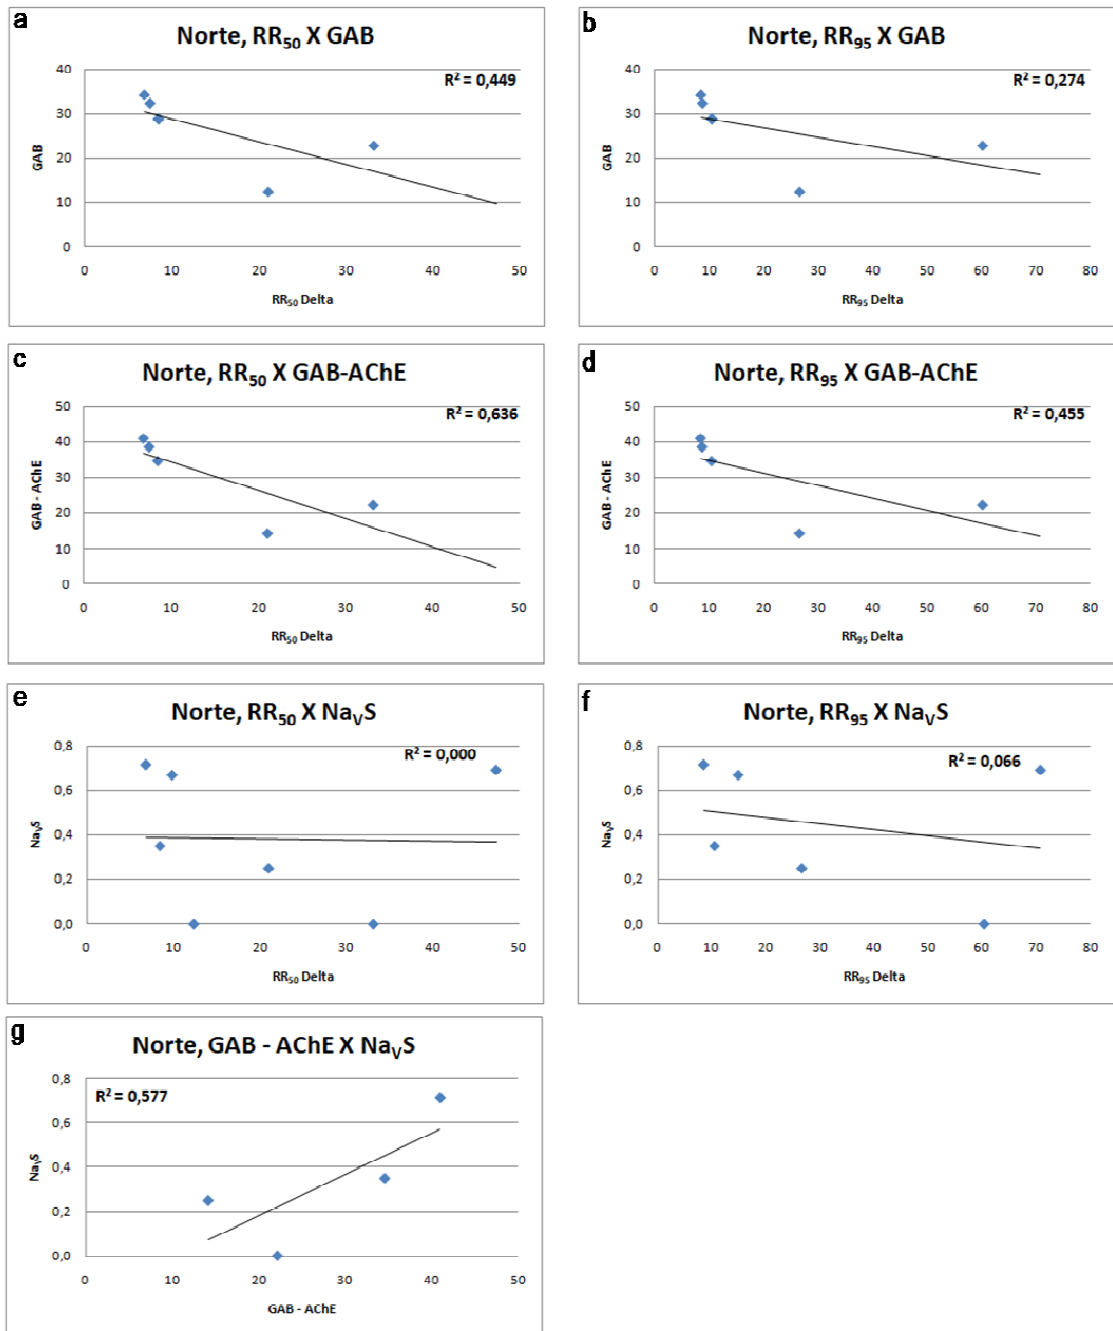 a
Norte, RR50 X GAB
R² = 0,449
40
30
20
10
0
GAB
0 10 20 30 40 50
RR50 Delta
b
Norte, RR95 X GAB
R² = 0,274
40
30
20
10
0
GAB
0 10 20 30 40 50 60 70 80
RR95 Delta
c
Norte, RR50 X GAB-AChE
R² = 0,636
50
40
30
20
10
0
GAB - AChE
0 10 20 30 40 50
RR50 Delta
d
Norte, RR95 X GAB-AChE
R² = 0,455
50
40
30
20
10
0
GAB - AChE
0 10 20 30 40 50 60 70 80
RR95 Delta
e
Norte, RR50 X NaVS
R² = 0,000
0,8
0,6
0,4
0,2
0,0
NaVS
0 10 20 30 40 50
RR50 Delta
f
Norte, RR95 X NaVS
R² = 0,066
0,8
0,6
0,4
0,2
0,0
NaVS
0 10 20 30 40 50 60 70 80
RR95 Delta
g
Norte, GAB - AChE X NaVS
R² = 0,577
0,8
0,6
0,4
0,2
0,0
NaVS
0 10 20 30 40 50
GAB - AChE